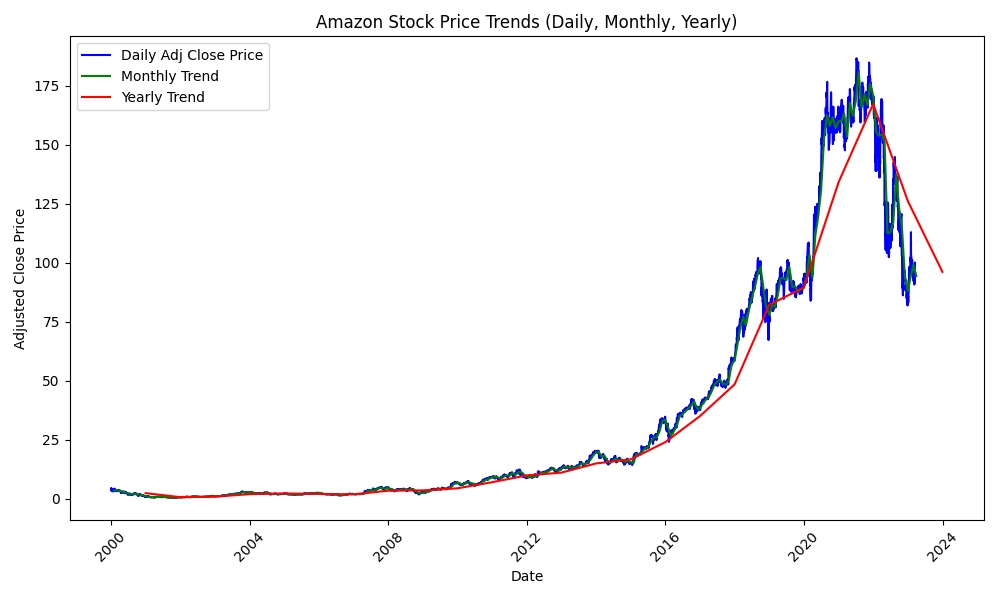 Amazon Stock Price Trends (Daily, Monthly, Yearly)
Daily Adj Close Price
Monthly Trend
Yearly Trend
Adjusted Close Price
175
150
125
100
75
50
25
0
2000
2004
2008
2012
2016
2020
2024
Date